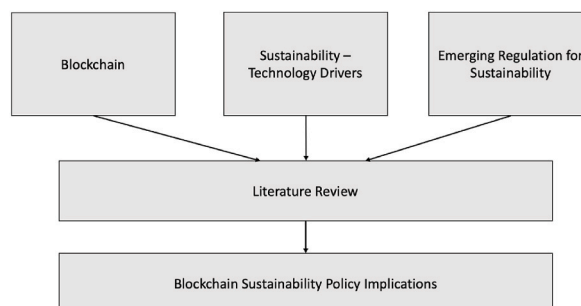 Blockchain
Sustainability –
Technology Drivers
Emerging Regulation for
Sustainability
Literature Review
Blockchain Sustainability Policy Implications